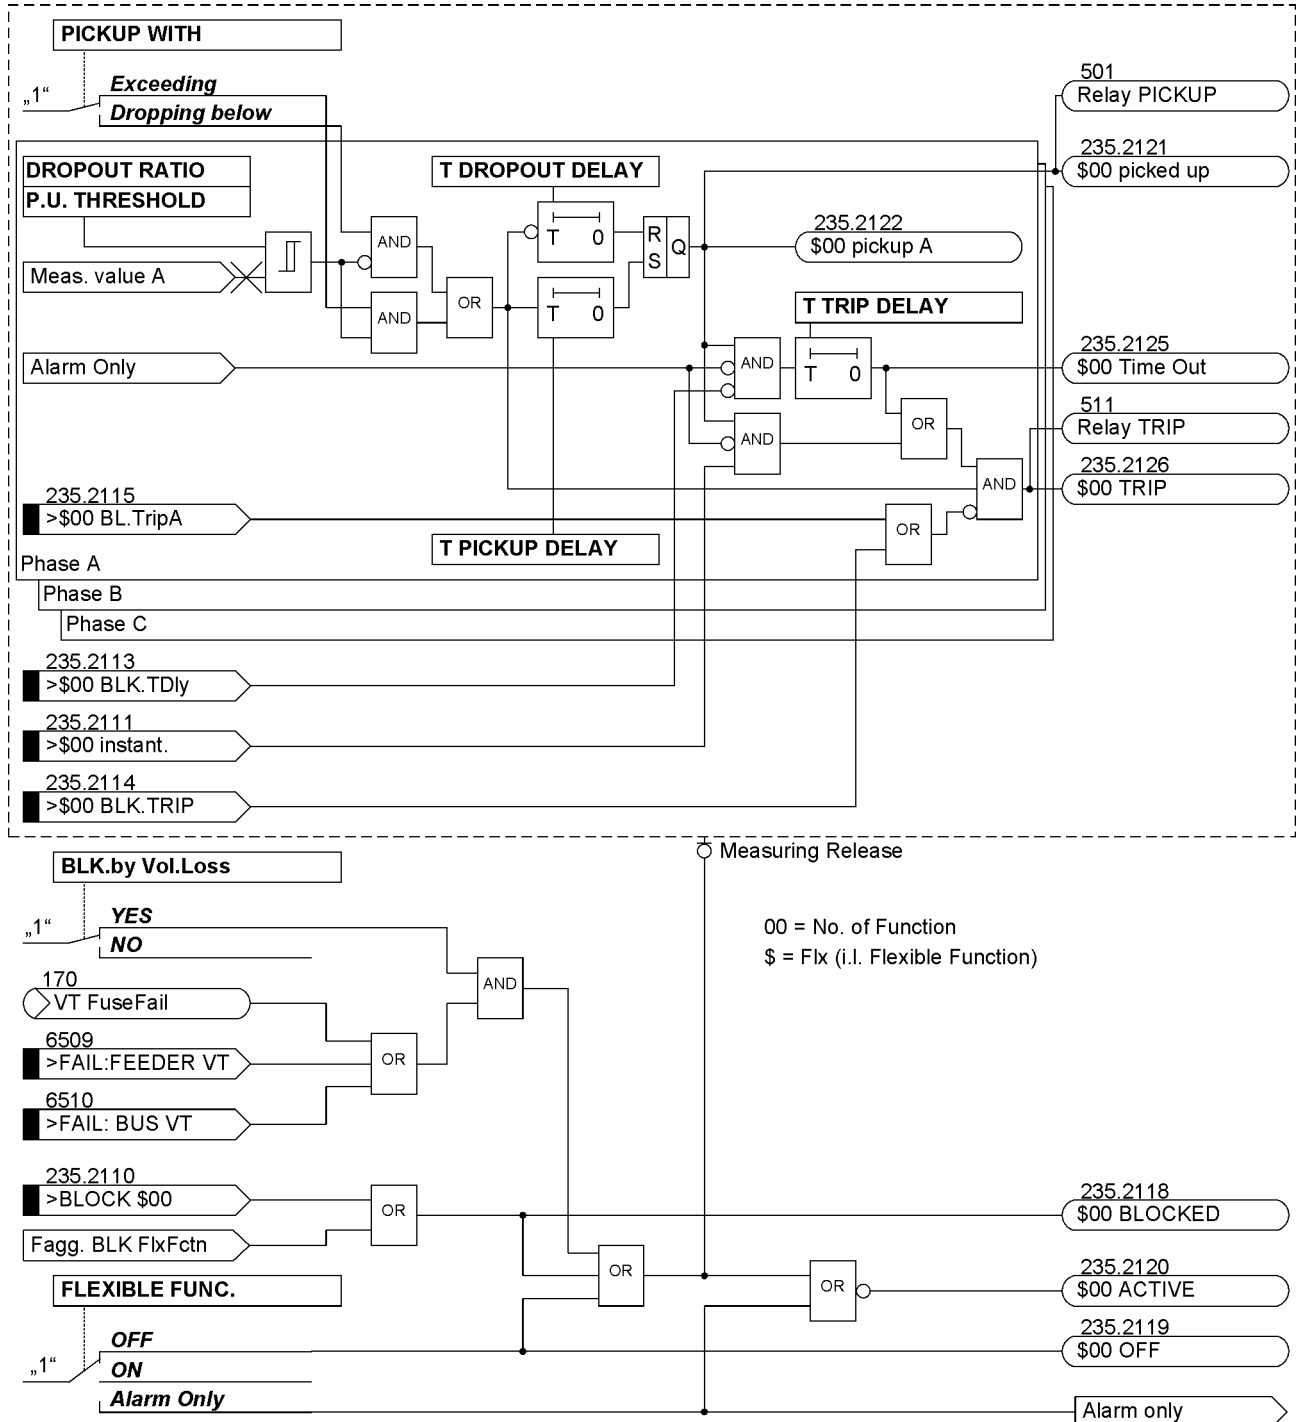 PICKUP WITH
„1“
Exceeding
Dropping below
501
Relay PICKUP
235.2121
$00 picked up
DROPOUT RATIO
P.U. THRESHOLD
T DROPOUT DELAY
T 0
R
S
Q
AND
235.2122
$00 pickup A
Meas. value A
AND
OR
T 0
T TRIP DELAY
Alarm Only
AND
T 0
235.2125
$00 Time Out
OR
511
Relay TRIP
AND
235.2126
$00 TRIP
AND
235.2115
>$00 BL.TripA
OR
T PICKUP DELAY
Phase A
Phase B
Phase C
235.2113
>$00 BLK.TDly
235.2111
>$00 instant.
235.2114
>$00 BLK.TRIP
Measuring Release
BLK.by Vol.Loss
„1“
YES
NO
00 = No. of Function
$ = Flx (i.l. Flexible Function)
170
VT FuseFail
AND
6509
>FAIL:FEEDER VT
OR
6510
>FAIL: BUS VT
235.2110
>BLOCK $00
OR
235.2118
$00 BLOCKED
Fagg. BLK FlxFctn
FLEXIBLE FUNC.
OR
OR
235.2120
$00 ACTIVE
„1“
OFF
ON
Alarm Only
235.2119
$00 OFF
Alarm only